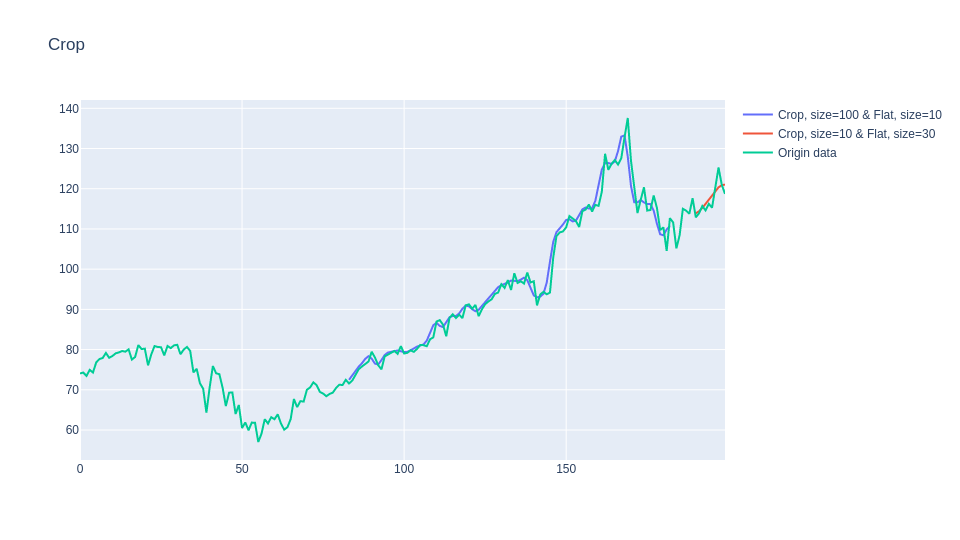 Crop
140
130
120
110
100
90
80
70
60
0 50 100 150
Crop, size=100 & Flat, size=10
Crop, size=10 & Flat, size=30
Origin data